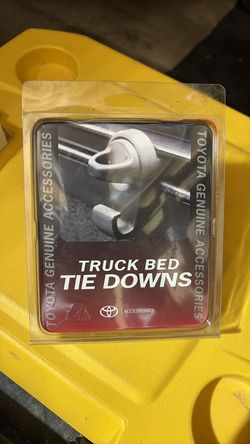 TOYOTA GENUINE ACCESSORIES
TOYOTA GENUINE ACCESSORIES
TRUCK BED
TIE DOWNS
ACCESSORIES